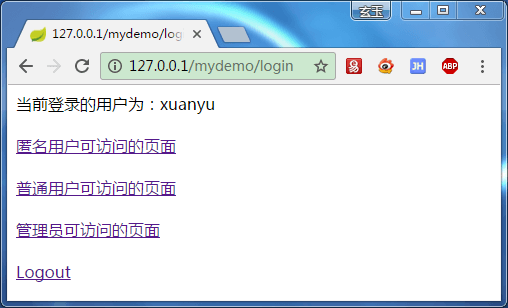 玄玉
127.0.0.1/mydemo/log
127.0.0.1/mydemo/login
易
JH
ABP
当前登录的用户为：xuanyu
匿名用户可访问的页面
普通用户可访问的页面
管理员可访问的页面
Logout